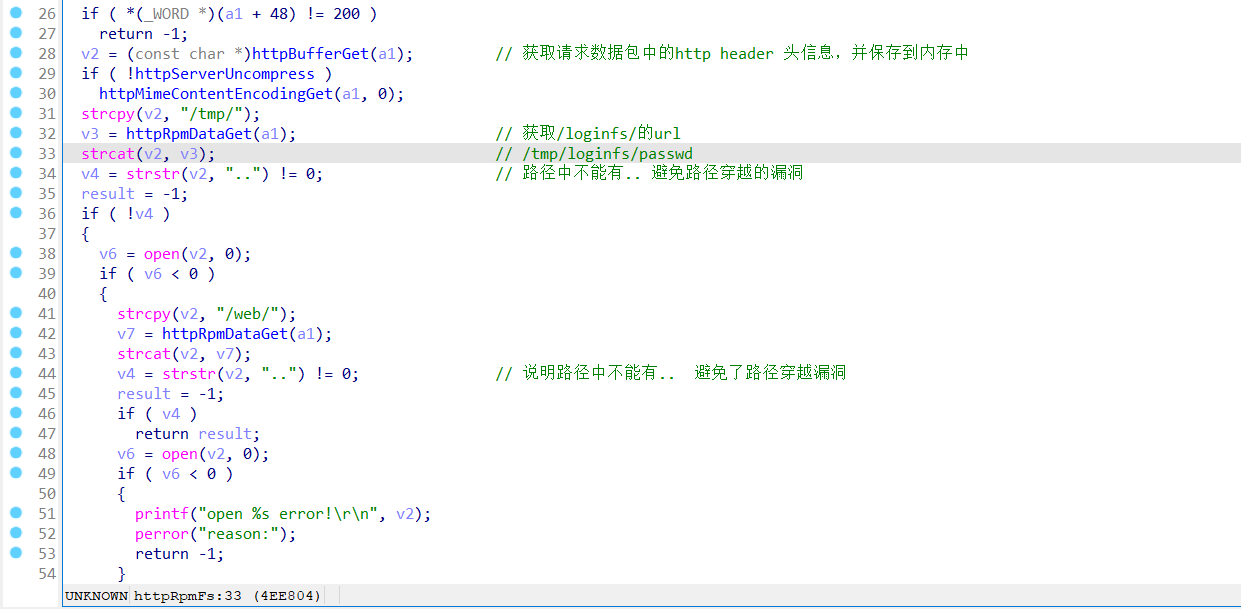 26 if ( *(_WORD *)(a1 + 48) != 200 )
27 return -1;
28 v2 = (const char *)httpBufferGet(a1); // 获取请求数据包中的http header 头信息，并保存到内存中
29 if ( !httpServerUncompress )
30 httpMimeContentEncodingGet(a1, 0);
31 strcpy(v2, "/tmp/");
32 v3 = httpRpmDataGet(a1); // 获取/loginfs/的url
33 strcat(v2, v3); // /tmp/loginfs/passwd
34 v4 = strstr(v2, "..") != 0; // 路径中不能有.. 避免路径穿越的漏洞
35 result = -1;
36 if ( !v4 )
37 {
38 v6 = open(v2, 0);
39 if ( v6 < 0 )
40 {
41 strcpy(v2, "/web/");
42 v7 = httpRpmDataGet(a1);
43 strcat(v2, v7);
44 v4 = strstr(v2, "..") != 0; // 说明路径中不能有.. 避免了路径穿越漏洞
45 result = -1;
46 if ( v4 )
47 return result;
48 v6 = open(v2, 0);
49 if ( v6 < 0 )
50 {
51 printf("open %s error!\r\n", v2);
52 perror("reason:");
53 return -1;
54 }
UNKNOWN httpRpmFs:33 (4EE804)